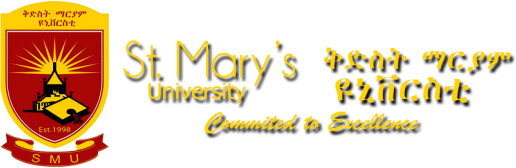 ቅድስት ማርያም
ዩኒቨርስቲ
Est.1998
SMU
St. Mary's
University
ቅድስት ማርያም
ዩኒቨርስቲ
Commited to Excellence